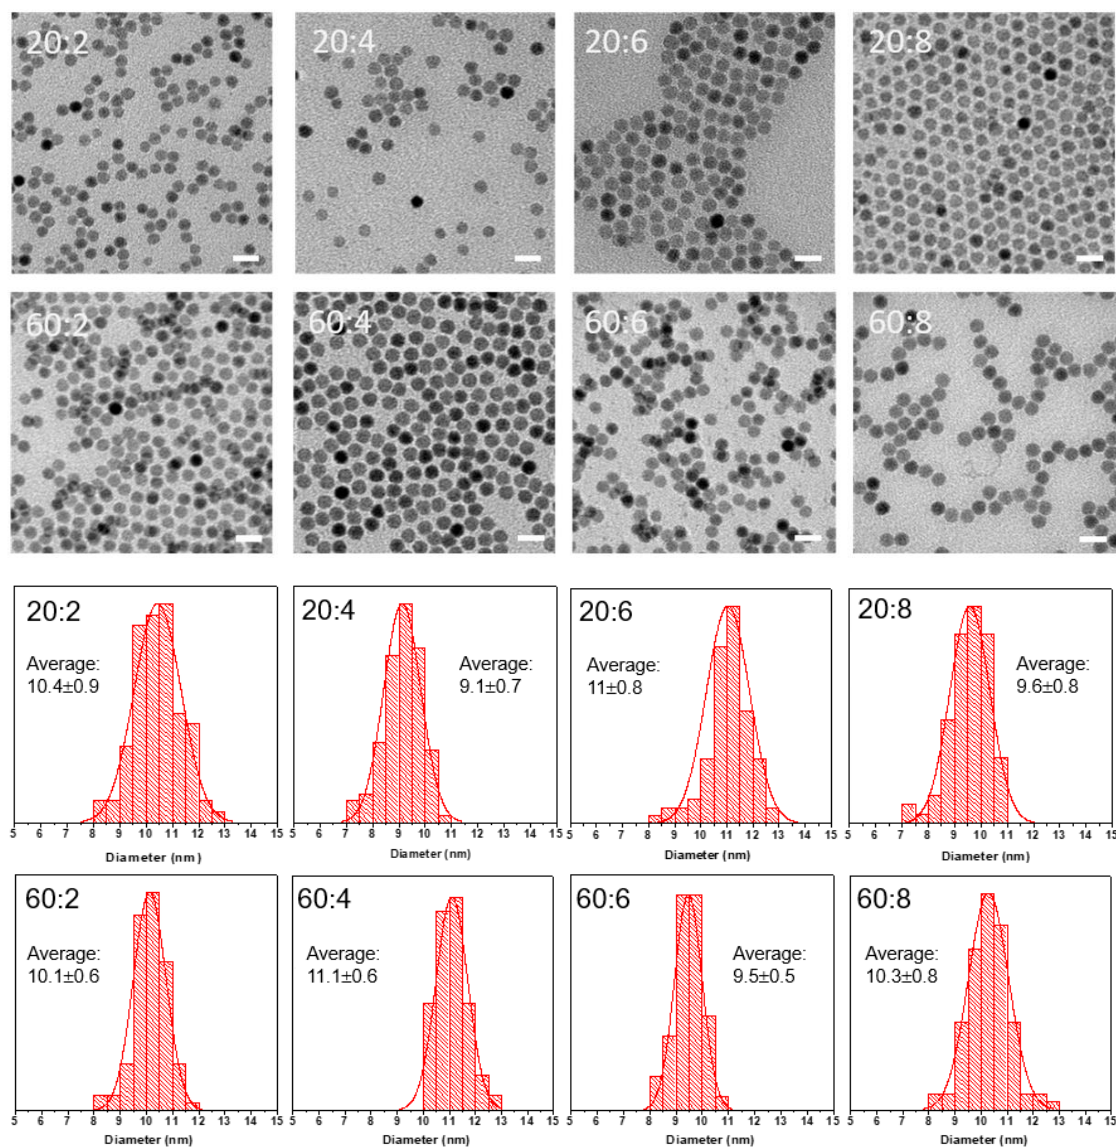 20:2
20:4
20:6
20:8
60:2
60:4
60:6
60:8
20:2
Average:
10.4±0.9
5 6 7 8 9 10 11 12 13 14 15
Diameter (nm)
20:4
Average:
9.1±0.7
5 6 7 8 9 10 11 12 13 14 15
Diameter (nm)
20:6
Average:
11±0.8
5 6 7 8 9 10 11 12 13 14 15
Diameter (nm)
20:8
Average:
9.6±0.8
5 6 7 8 9 10 11 12 13 14 15
Diameter (nm)
60:2
Average:
10.1±0.6
5 6 7 8 9 10 11 12 13 14 15
Diameter (nm)
60:4
Average:
11.1±0.6
5 6 7 8 9 10 11 12 13 14 15
Diameter (nm)
60:6
Average:
9.5±0.5
5 6 7 8 9 10 11 12 13 14 15
Diameter (nm)
60:8
Average:
10.3±0.8
5 6 7 8 9 10 11 12 13 14 15
Diameter (nm)